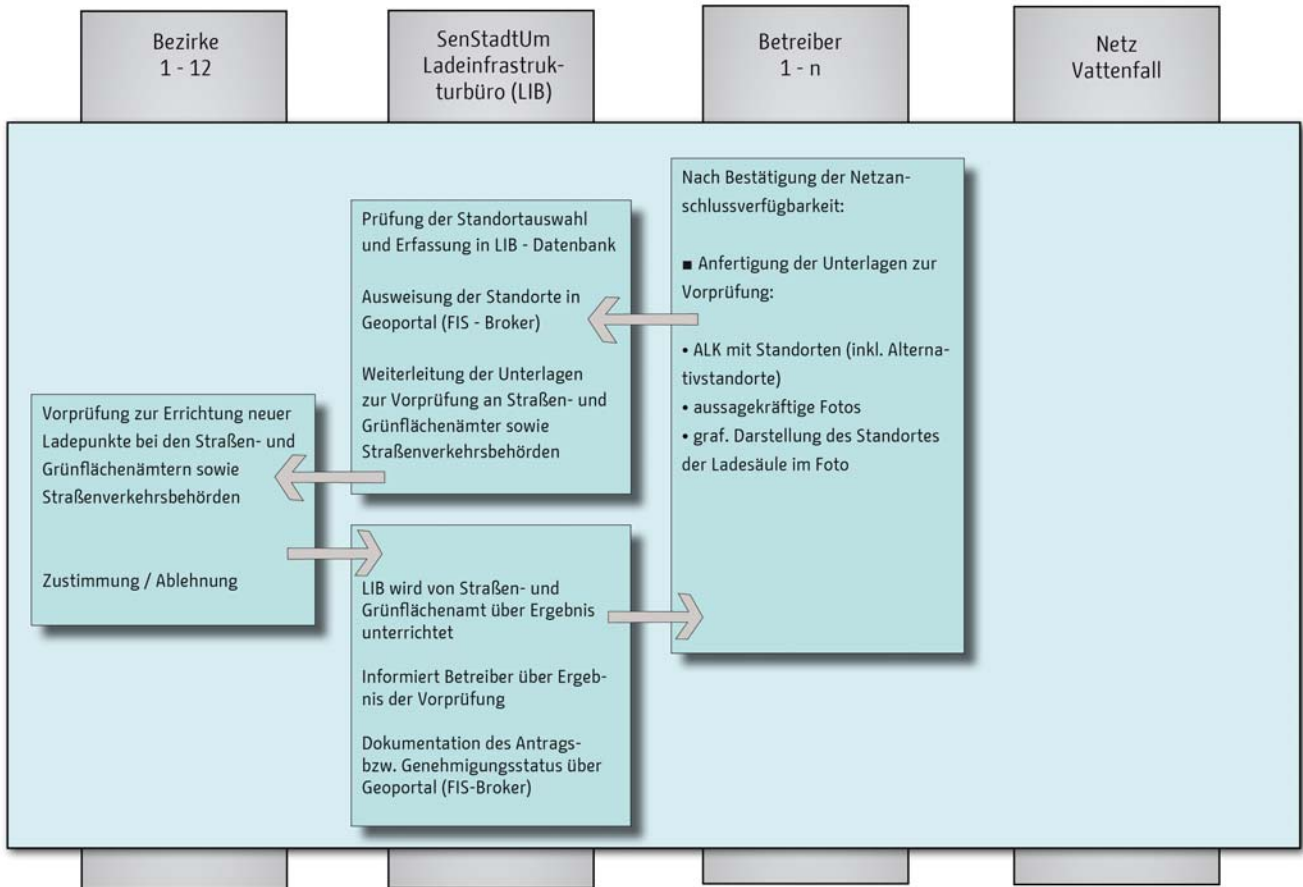 Bezirke
1 - 12
SenStadtUm
Ladeinfrastruk-
turbüro (LIB)
Betreiber
1 - n
Netz
Vattenfall
Nach Bestätigung der Netzan-
schlussverfügbarkeit:
■ Anfertigung der Unterlagen zur
Vorprüfung:
• ALK mit Standorten (inkl. Alterna-
tivstandorte)
• aussagekräftige Fotos
• graf. Darstellung des Standortes
der Ladesäule im Foto
Prüfung der Standortauswahl
und Erfassung in LIB - Datenbank
Ausweisung der Standorte in
Geoportal (FIS - Broker)
Weiterleitung der Unterlagen
zur Vorprüfung an Straßen- und
Grünflächenämter sowie
Straßenverkehrsbehörden
Vorprüfung zur Errichtung neuer
Ladepunkte bei den Straßen- und
Grünflächenämtern sowie
Straßenverkehrsbehörden
Zustimmung / Ablehnung
LIB wird von Straßen- und
Grünflächenamt über Ergebnis
unterrichtet
Informiert Betreiber über Ergeb-
nis der Vorprüfung
Dokumentation des Antrags-
bzw. Genehmigungsstatus über
Geoportal (FIS-Broker)